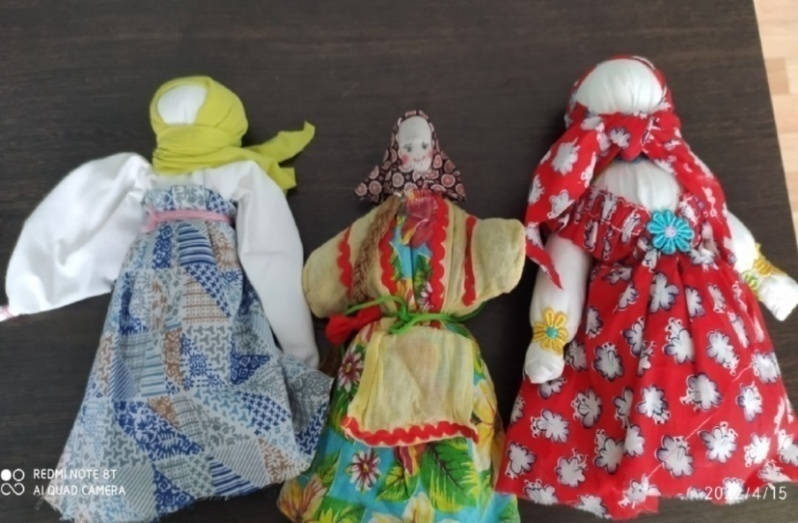 REDMI NOTE 8T
AI QUAD CAMERA
2022/4/15